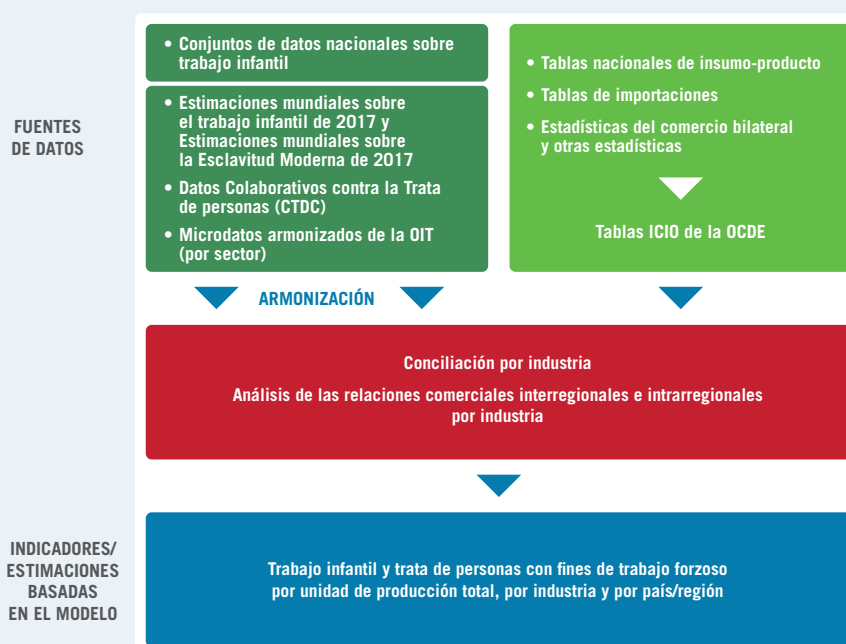 FUENTES
DE DATOS
• Conjuntos de datos nacionales sobre
trabajo infantil
• Estimaciones mundiales sobre
el trabajo infantil de 2017 y
Estimaciones mundiales sobre
la Esclavitud Moderna de 2017
• Datos Colaborativos contra la Trata
de personas (CTDC)
• Microdatos armonizados de la OIT
(por sector)
• Tablas nacionales de insumo-producto
• Tablas de importaciones
• Estadísticas del comercio bilateral
y otras estadísticas
Tablas ICIO de la OCDE
ARMONIZACIÓN
Conciliación por industria
Análisis de las relaciones comerciales interregionales e intrarregionales
por industria
INDICADORES/
ESTIMACIONES
BASADAS
EN EL MODELO
Trabajo infantil y trata de personas con fines de trabajo forzoso
por unidad de producción total, por industria y por país/región